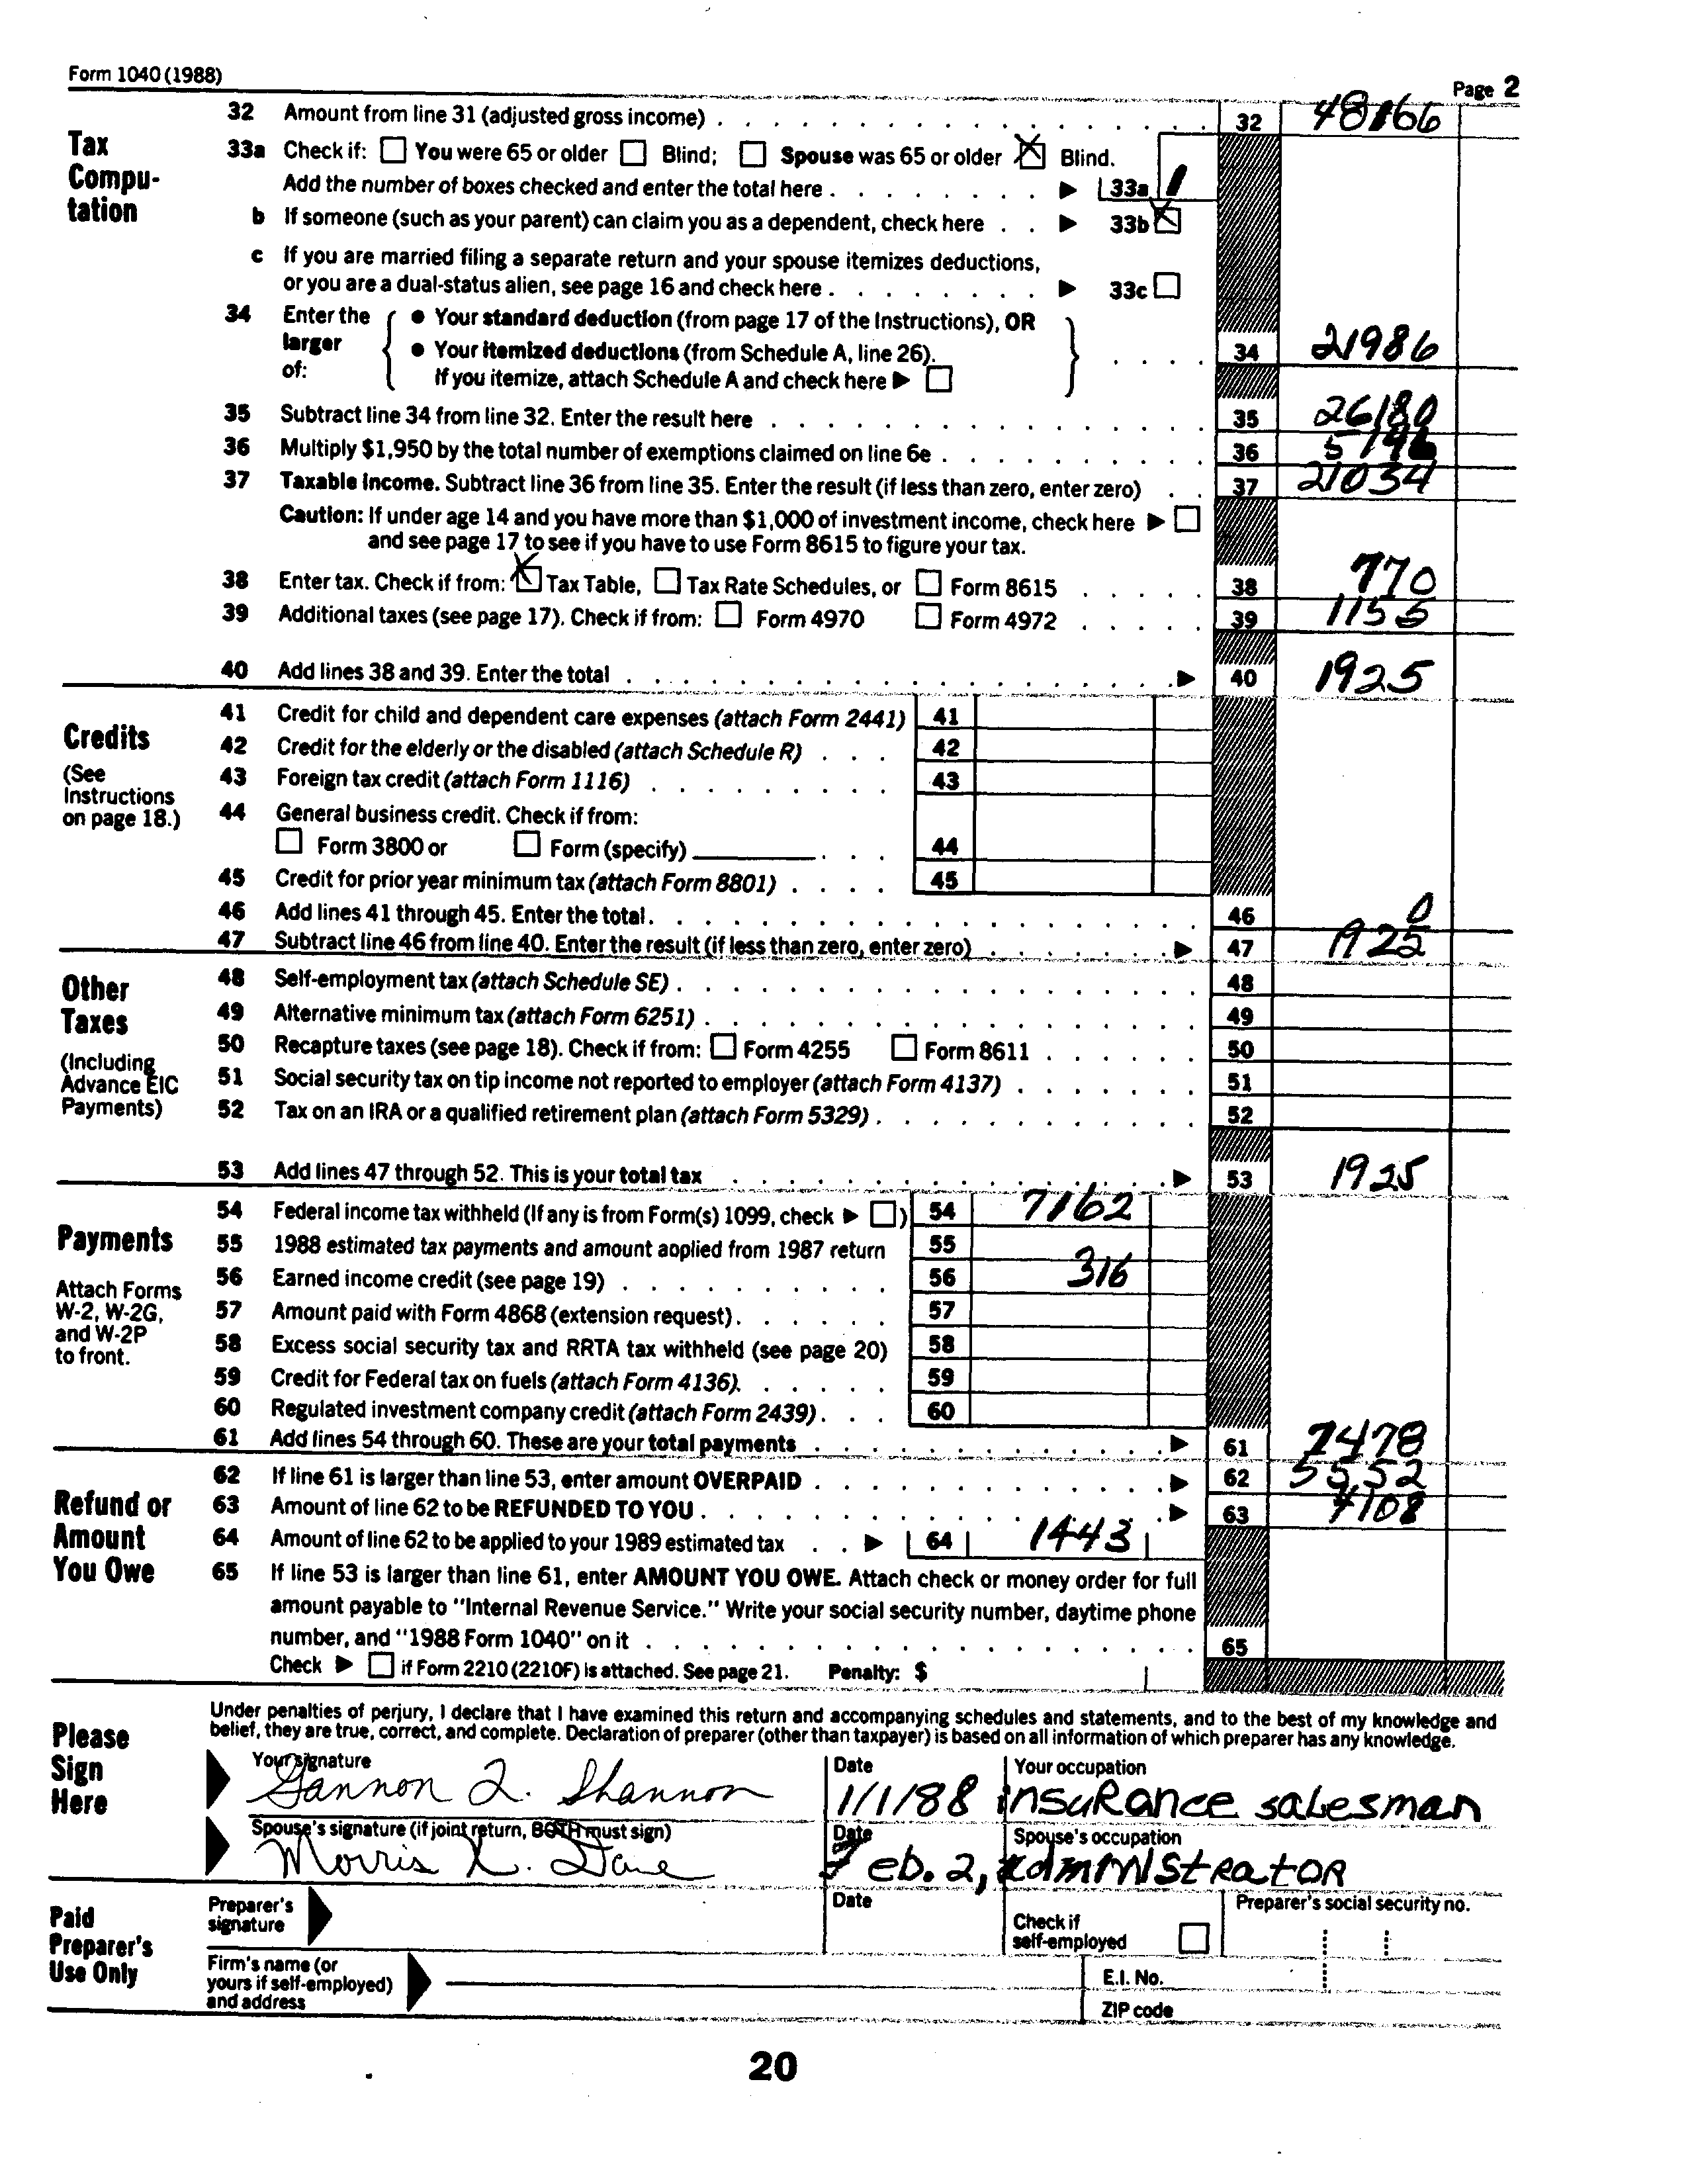 Form 1040 (1988)
Page 2
Tax Computation
32 Amount from line 31 (adjusted gross income) 32 48166
33a Check if: You were 65 or older Blind; Spouse was 65 or older Blind.
Add the number of boxes checked and enter the total here 33a 1
b If someone (such as your parent) can claim you as a dependent, check here 33b
c If you are married filing a separate return and your spouse itemizes deductions,
or you are a dual-status alien, see page 16 and check here 33c
34 Enter the larger of:
• Your standard deduction (from page 17 of the Instructions), OR
• Your itemized deductions (from Schedule A, line 26).
If you itemize, attach Schedule A and check here
34 21986
35 Subtract line 34 from line 32. Enter the result here 35 26180
36 Multiply $1,950 by the total number of exemptions claimed on line 6e 36 5146
37 Taxable income. Subtract line 36 from line 35. Enter the result (if less than zero, enter zero) 37 21034
Caution: If under age 14 and you have more than $1,000 of investment income, check here
and see page 17 to see if you have to use Form 8615 to figure your tax.
38 Enter tax. Check if from: Tax Table, Tax Rate Schedules, or Form 8615 38 770
39 Additional taxes (see page 17). Check if from: Form 4970 Form 4972 39 1155
40 Add lines 38 and 39. Enter the total 40 1925
Credits
(See Instructions on page 18.)
41 Credit for child and dependent care expenses (attach Form 2441) 41
42 Credit for the elderly or the disabled (attach Schedule R) 42
43 Foreign tax credit (attach Form 1116) 43
44 General business credit. Check if from:
Form 3800 or Form (specify) 44
45 Credit for prior year minimum tax (attach Form 8801) 45
46 Add lines 41 through 45. Enter the total. 46 0
47 Subtract line 46 from line 40. Enter the result (if less than zero, enter zero) 47 1925
Other Taxes
(Including Advance EIC Payments)
48 Self-employment tax (attach Schedule SE) 48
49 Alternative minimum tax (attach Form 6251) 49
50 Recapture taxes (see page 18). Check if from: Form 4255 Form 8611 50
51 Social security tax on tip income not reported to employer (attach Form 4137) 51
52 Tax on an IRA or a qualified retirement plan (attach Form 5329) 52
53 Add lines 47 through 52. This is your total tax 53 1925
Payments
Attach Forms W-2, W-2G, and W-2P to front.
54 Federal income tax withheld (If any is from Form(s) 1099, check ) 54 7162
55 1988 estimated tax payments and amount applied from 1987 return 55
56 Earned income credit (see page 19) 56 316
57 Amount paid with Form 4868 (extension request) 57
58 Excess social security tax and RRTA tax withheld (see page 20) 58
59 Credit for Federal tax on fuels (attach Form 4136) 59
60 Regulated investment company credit (attach Form 2439) 60
61 Add lines 54 through 60. These are your total payments 61 7478
Refund or Amount You Owe
62 If line 61 is larger than line 53, enter amount OVERPAID 62 5552
63 Amount of line 62 to be REFUNDED TO YOU 63 4108
64 Amount of line 62 to be applied to your 1989 estimated tax 64 1443
65 If line 53 is larger than line 61, enter AMOUNT YOU OWE. Attach check or money order for full
amount payable to "Internal Revenue Service." Write your social security number, daytime phone
number, and "1988 Form 1040" on it 65
Check if Form 2210 (2210F) is attached. See page 21. Penalty: $
Please Sign Here
Under penalties of perjury, I declare that I have examined this return and accompanying schedules and statements, and to the best of my knowledge and
belief, they are true, correct, and complete. Declaration of preparer (other than taxpayer) is based on all information of which preparer has any knowledge.
Your signature Date Your occupation
Gannon Q. Shannon 1/1/88 insurance salesman
Spouse's signature (if joint return, BOTH must sign) Date Spouse's occupation
Morris X. Dane Feb. 2, administrator
Paid Preparer's Use Only
Preparer's signature Date Check if self-employed Preparer's social security no.
Firm's name (or yours if self-employed) and address
E.I. No.
ZIP code
20